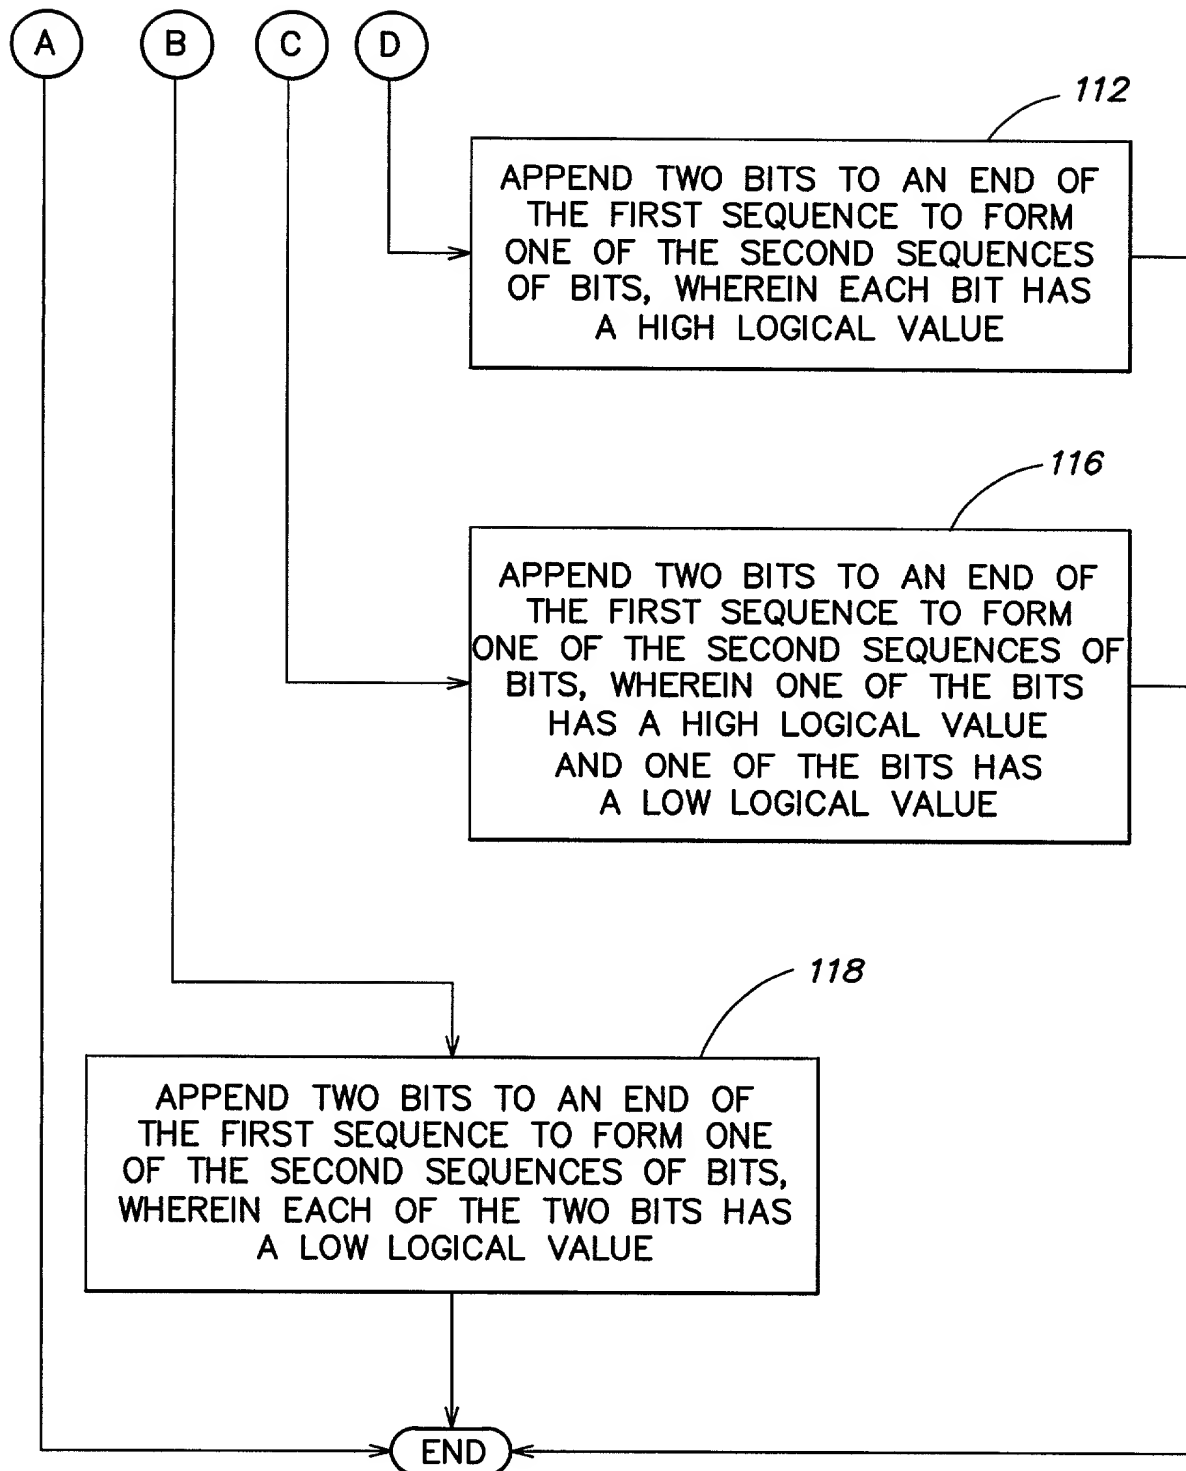 A B C D
112
APPEND TWO BITS TO AN END OF
THE FIRST SEQUENCE TO FORM
ONE OF THE SECOND SEQUENCES
OF BITS, WHEREIN EACH BIT HAS
A HIGH LOGICAL VALUE
116
APPEND TWO BITS TO AN END OF
THE FIRST SEQUENCE TO FORM
ONE OF THE SECOND SEQUENCES OF
BITS, WHEREIN ONE OF THE BITS
HAS A HIGH LOGICAL VALUE
AND ONE OF THE BITS HAS
A LOW LOGICAL VALUE
118
APPEND TWO BITS TO AN END OF
THE FIRST SEQUENCE TO FORM ONE
OF THE SECOND SEQUENCES OF BITS,
WHEREIN EACH OF THE TWO BITS HAS
A LOW LOGICAL VALUE
END